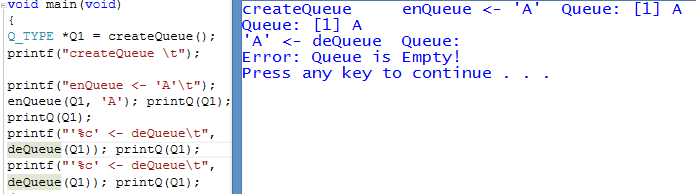 void main(void)
{
Q_TYPE *Q1 = createQueue();
printf("createQueue \t");
printf("enQueue <- 'A'\t");
enQueue(Q1, 'A'); printQ(Q1);
printQ(Q1);
printf("'%c' <- deQueue\t",
deQueue(Q1)); printQ(Q1);
printf("'%c' <- deQueue\t",
deQueue(Q1)); printQ(Q1);
createQueue     enQueue <- 'A'  Queue: [1] A
Queue: [1] A
'A' <- deQueue  Queue:
Error: Queue is Empty!
Press any key to continue . . .